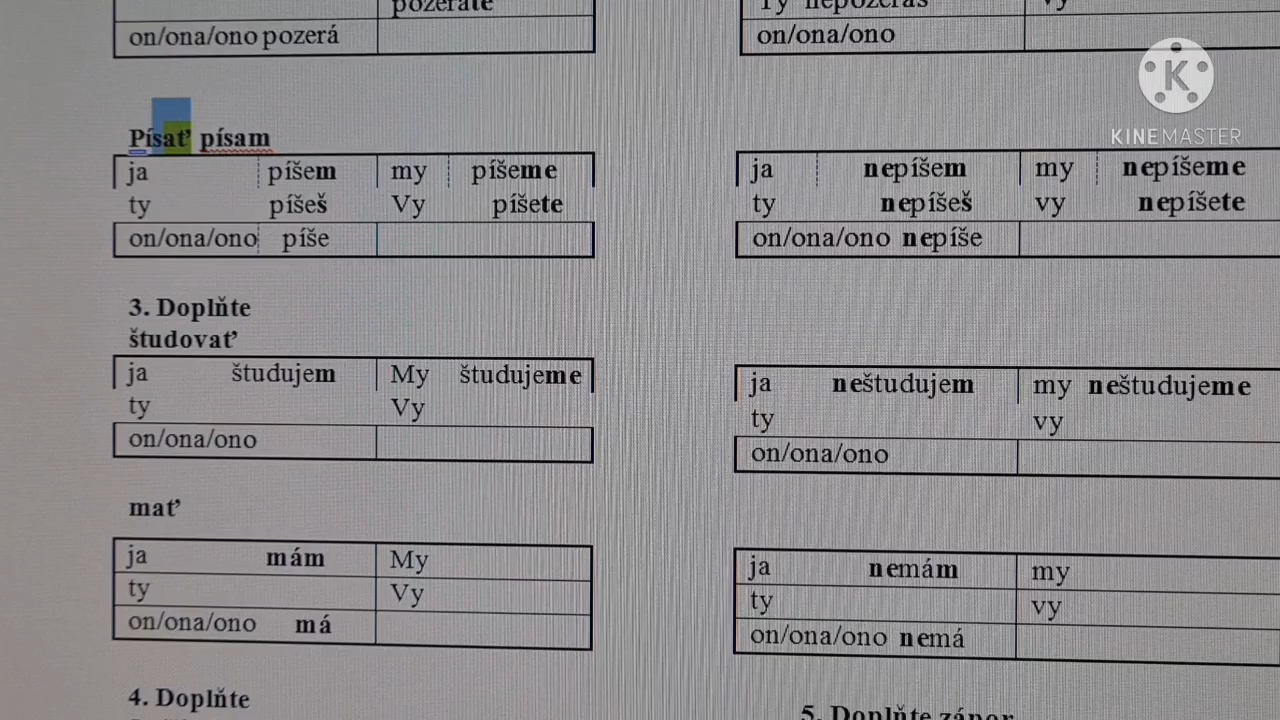 pozeráte
Ty nepozeráš vy
on/ona/ono pozerá
on/ona/ono
KINEMASTER
Písať písam
ja píšem my píšeme
ty píšeš Vy píšete
on/ona/ono píše
ja nepíšem my nepíšeme
ty nepíšeš vy nepíšete
on/ona/ono nepíše
3. Doplňte
študovať
ja študujem My študujeme
ty Vy
on/ona/ono
ja neštudujem my neštudujeme
ty vy
on/ona/ono
mať
ja mám My
ty Vy
on/ona/ono má
ja nemám my
ty vy
on/ona/ono nemá
4. Doplňte
5. Doplňte zápor